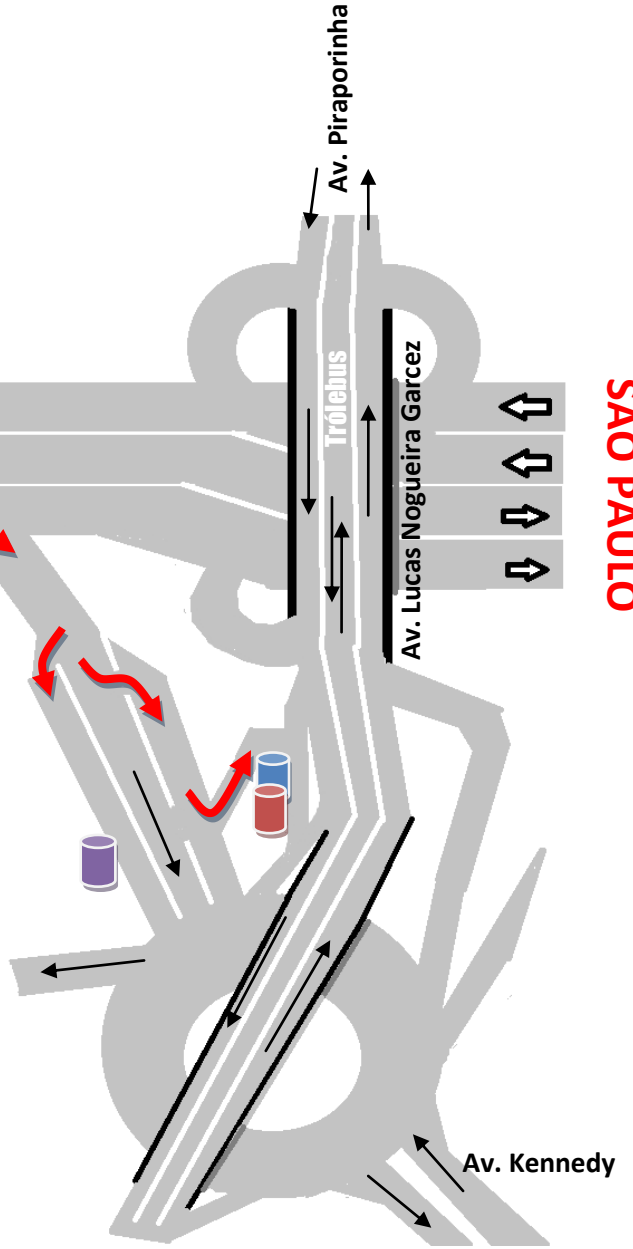 Av. Piraporinha
Trólebus
Av. Lucas Nogueira Garcez
SÃO PAULO
Av. Kennedy